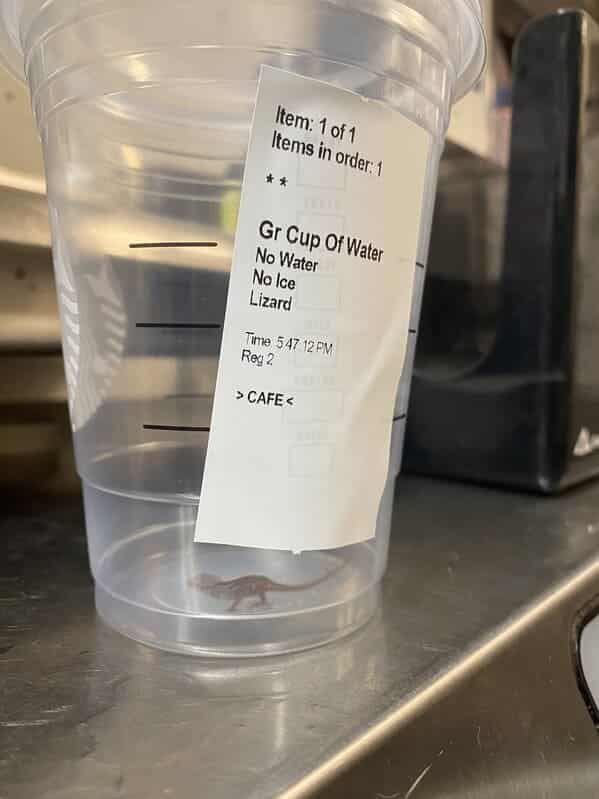 Item: 1 of 1
Items in order: 1
* *
Gr Cup Of Water
No Water
No Ice
Lizard
Time 5:47:12 PM
Reg 2
> CAFE <